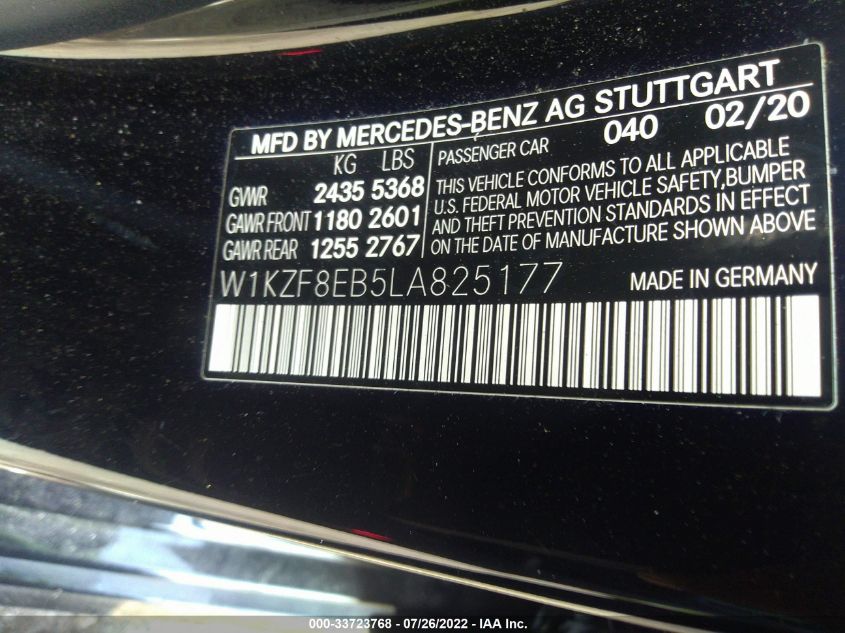 MFD BY MERCEDES-BENZ AG STUTTGART
KG LBS
GVWR 2435 5368
GAWR FRONT 1180 2601
GAWR REAR 1255 2767
PASSENGER CAR 040 02/20
THIS VEHICLE CONFORMS TO ALL APPLICABLE
U.S. FEDERAL MOTOR VEHICLE SAFETY,BUMPER
AND THEFT PREVENTION STANDARDS IN EFFECT
ON THE DATE OF MANUFACTURE SHOWN ABOVE
W1KZF8EB5LA825177 MADE IN GERMANY
000-33723768 - 07/26/2022 - IAA Inc.